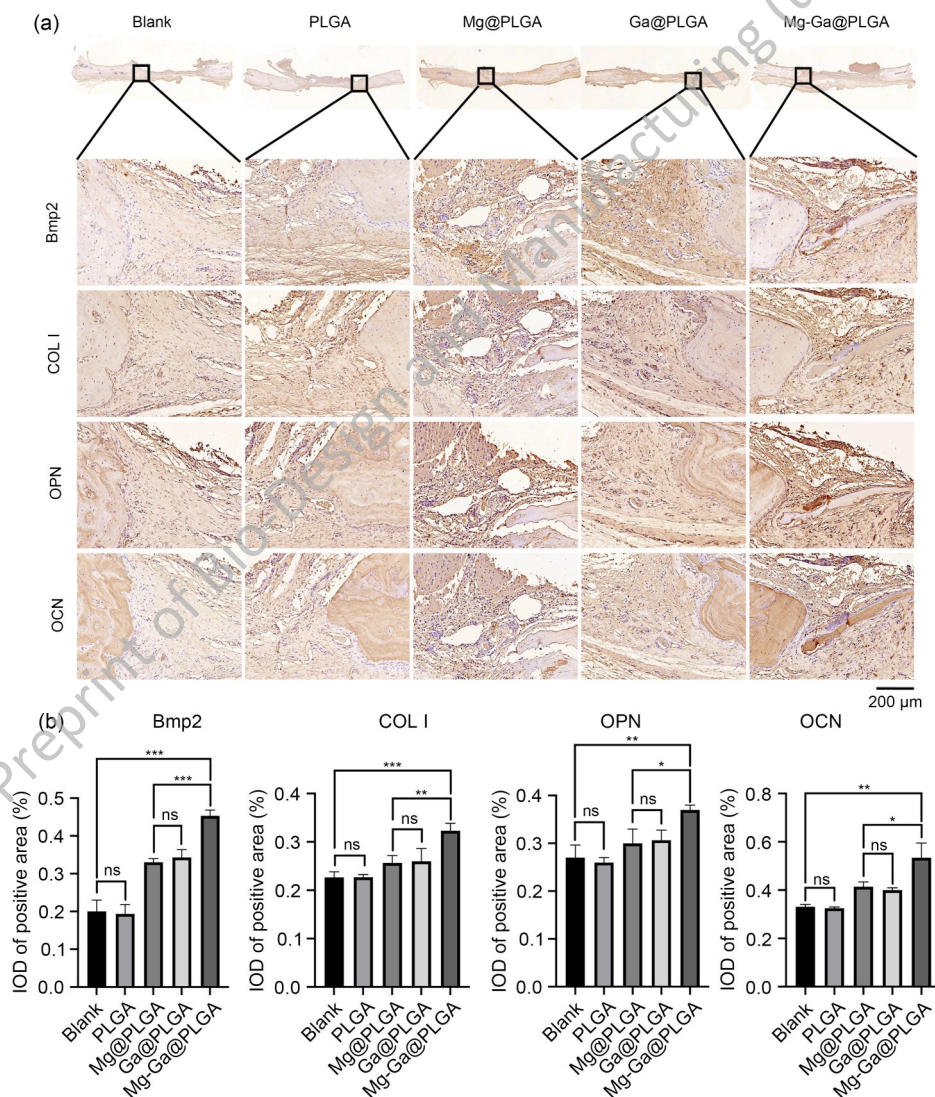 (a)
Blank PLGA Mg@PLGA Ga@PLGA Mg-Ga@PLGA
Bmp2
COL I
OPN
OCN
200 μm
Preprint of Bio-Design and Manufacturing (
(b)
Bmp2
IOD of positive area (%)
0.5
0.4
0.3
0.2
0.1
0.0
***
***
ns
ns
Blank
PLGA
Mg@PLGA
Ga@PLGA
Mg-Ga@PLGA
COL I
IOD of positive area (%)
0.4
0.3
0.2
0.1
0.0
***
**
ns
ns
Blank
PLGA
Mg@PLGA
Ga@PLGA
Mg-Ga@PLGA
OPN
IOD of positive area (%)
0.4
0.3
0.2
0.1
0.0
**
*
ns
ns
Blank
PLGA
Mg@PLGA
Ga@PLGA
Mg-Ga@PLGA
OCN
IOD of positive area (%)
0.8
0.6
0.4
0.2
0.0
**
*
ns
ns
Blank
PLGA
Mg@PLGA
Ga@PLGA
Mg-Ga@PLGA